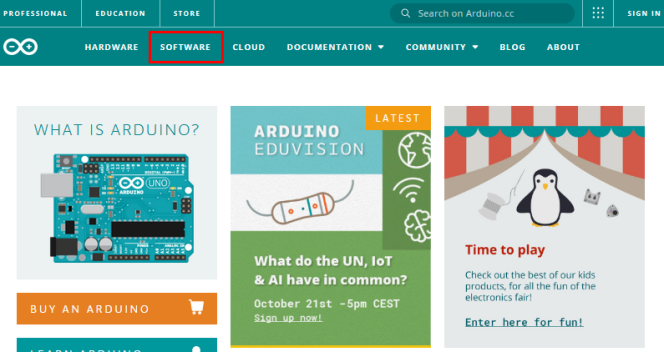 PROFESSIONAL EDUCATION STORE Search on Arduino.cc SIGN IN
HARDWARE SOFTWARE CLOUD DOCUMENTATION COMMUNITY BLOG ABOUT
WHAT IS ARDUINO?
UNO
ARDUINO
BUY AN ARDUINO
LEARN ARDUINO
LATEST
ARDUINO
EDUVISION
What do the UN, IoT
& AI have in common?
October 21st -5pm CEST
Sign up now!
Time to play
Check out the best of our kids
products, for all the fun of the
electronics fair!
Enter here for fun!